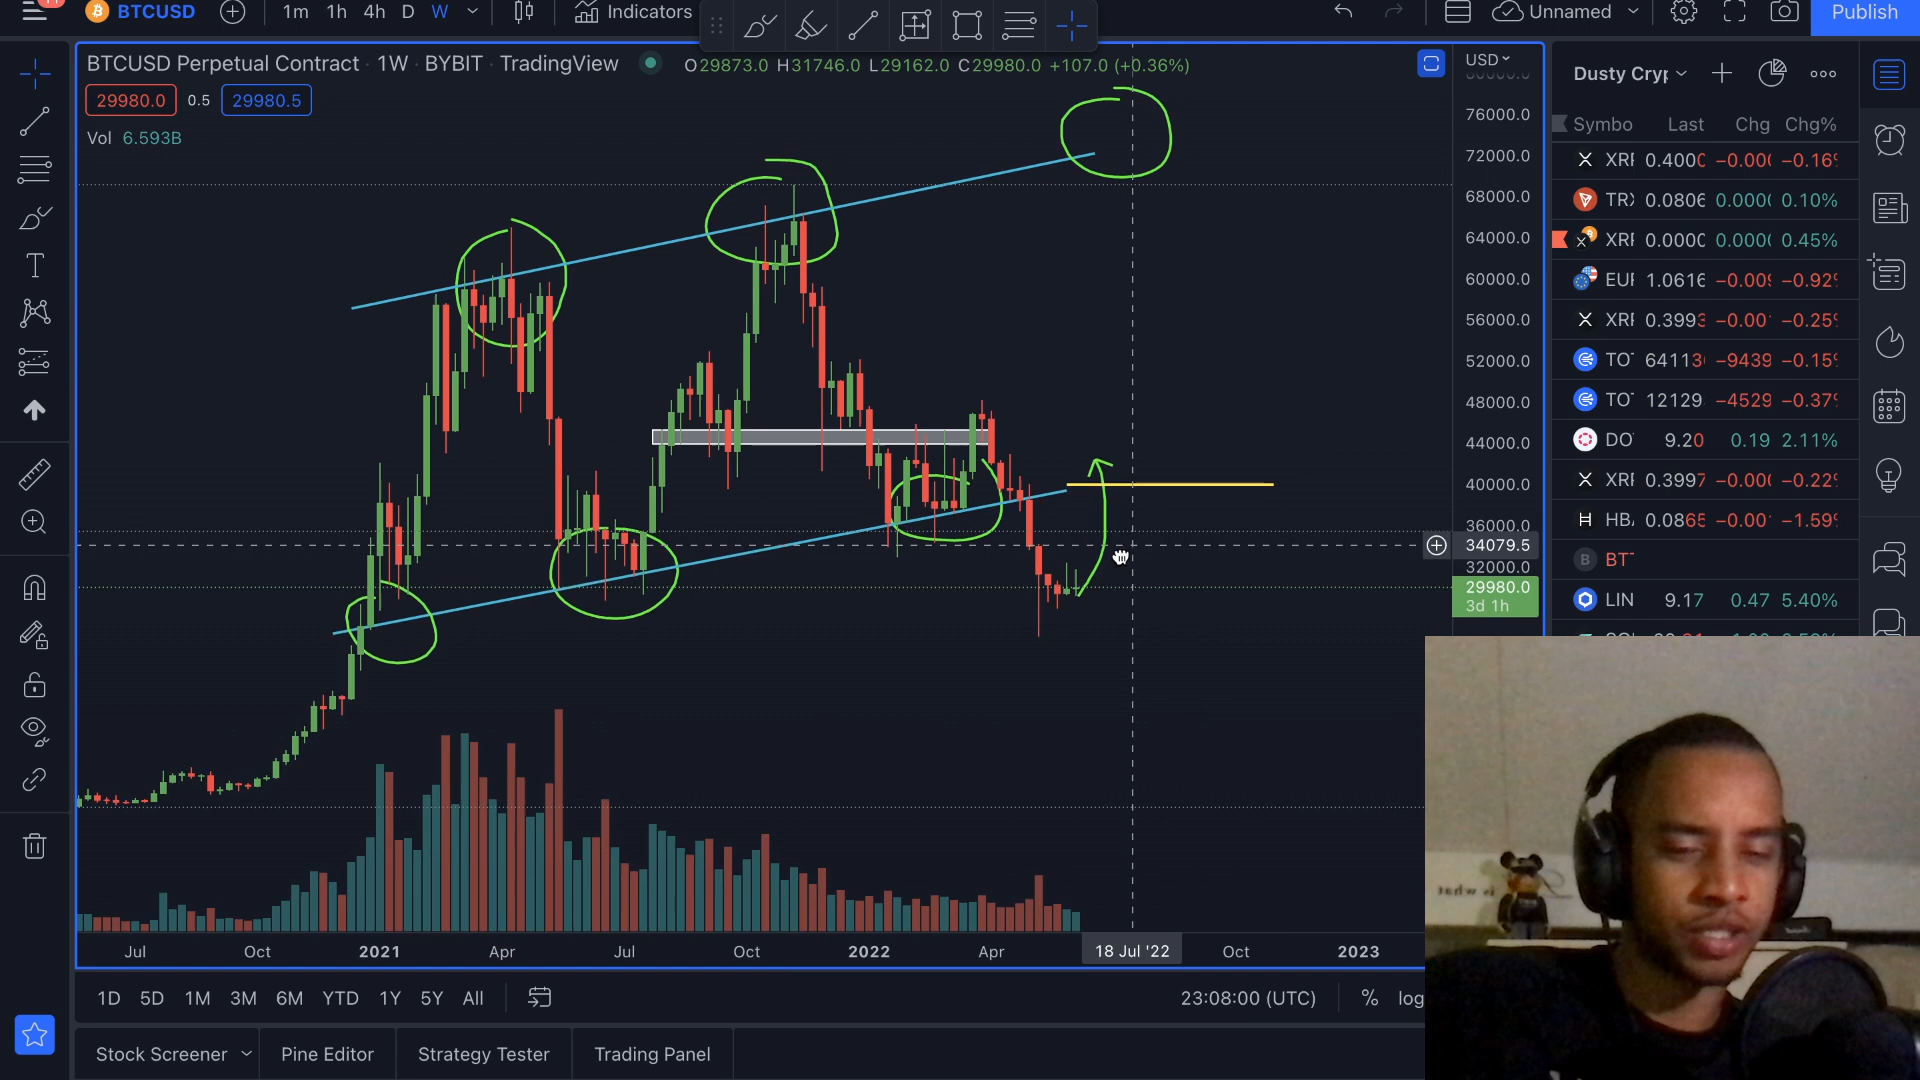 11
BTCUSD
1m 1h 4h D W
Indicators
Unnamed
Publish
BTCUSD Perpetual Contract · 1W · BYBIT · TradingView
O29873.0 H31746.0 L29162.0 C29980.0 +107.0 (+0.36%)
USD
29980.0 0.5 29980.5
Vol 6.593B
76000.0
72000.0
68000.0
64000.0
60000.0
56000.0
52000.0
48000.0
44000.0
40000.0
36000.0
34079.5
32000.0
29980.0
3d 1h
Dusty Cryp
Symbo Last Chg Chg%
XRI 0.4000 −0.00 −0.16
TRX 0.0806 0.000 0.10%
XRI 0.0000 0.000 0.45%
EUI 1.0616 −0.009 −0.92
XRI 0.3993 −0.00 −0.25
TO 64113 −9439 −0.15
TO 12129 −4529 −0.37
DO 9.20 0.19 2.11%
XRI 0.3997 −0.00 −0.22
HB 0.0865 −0.00 −1.59
BT
LIN 9.17 0.47 5.40%
Jul Oct 2021 Apr Jul Oct 2022 Apr 18 Jul '22 Oct 2023
1D 5D 1M 3M 6M YTD 1Y 5Y All
23:08:00 (UTC) % log
Stock Screener Pine Editor Strategy Tester Trading Panel